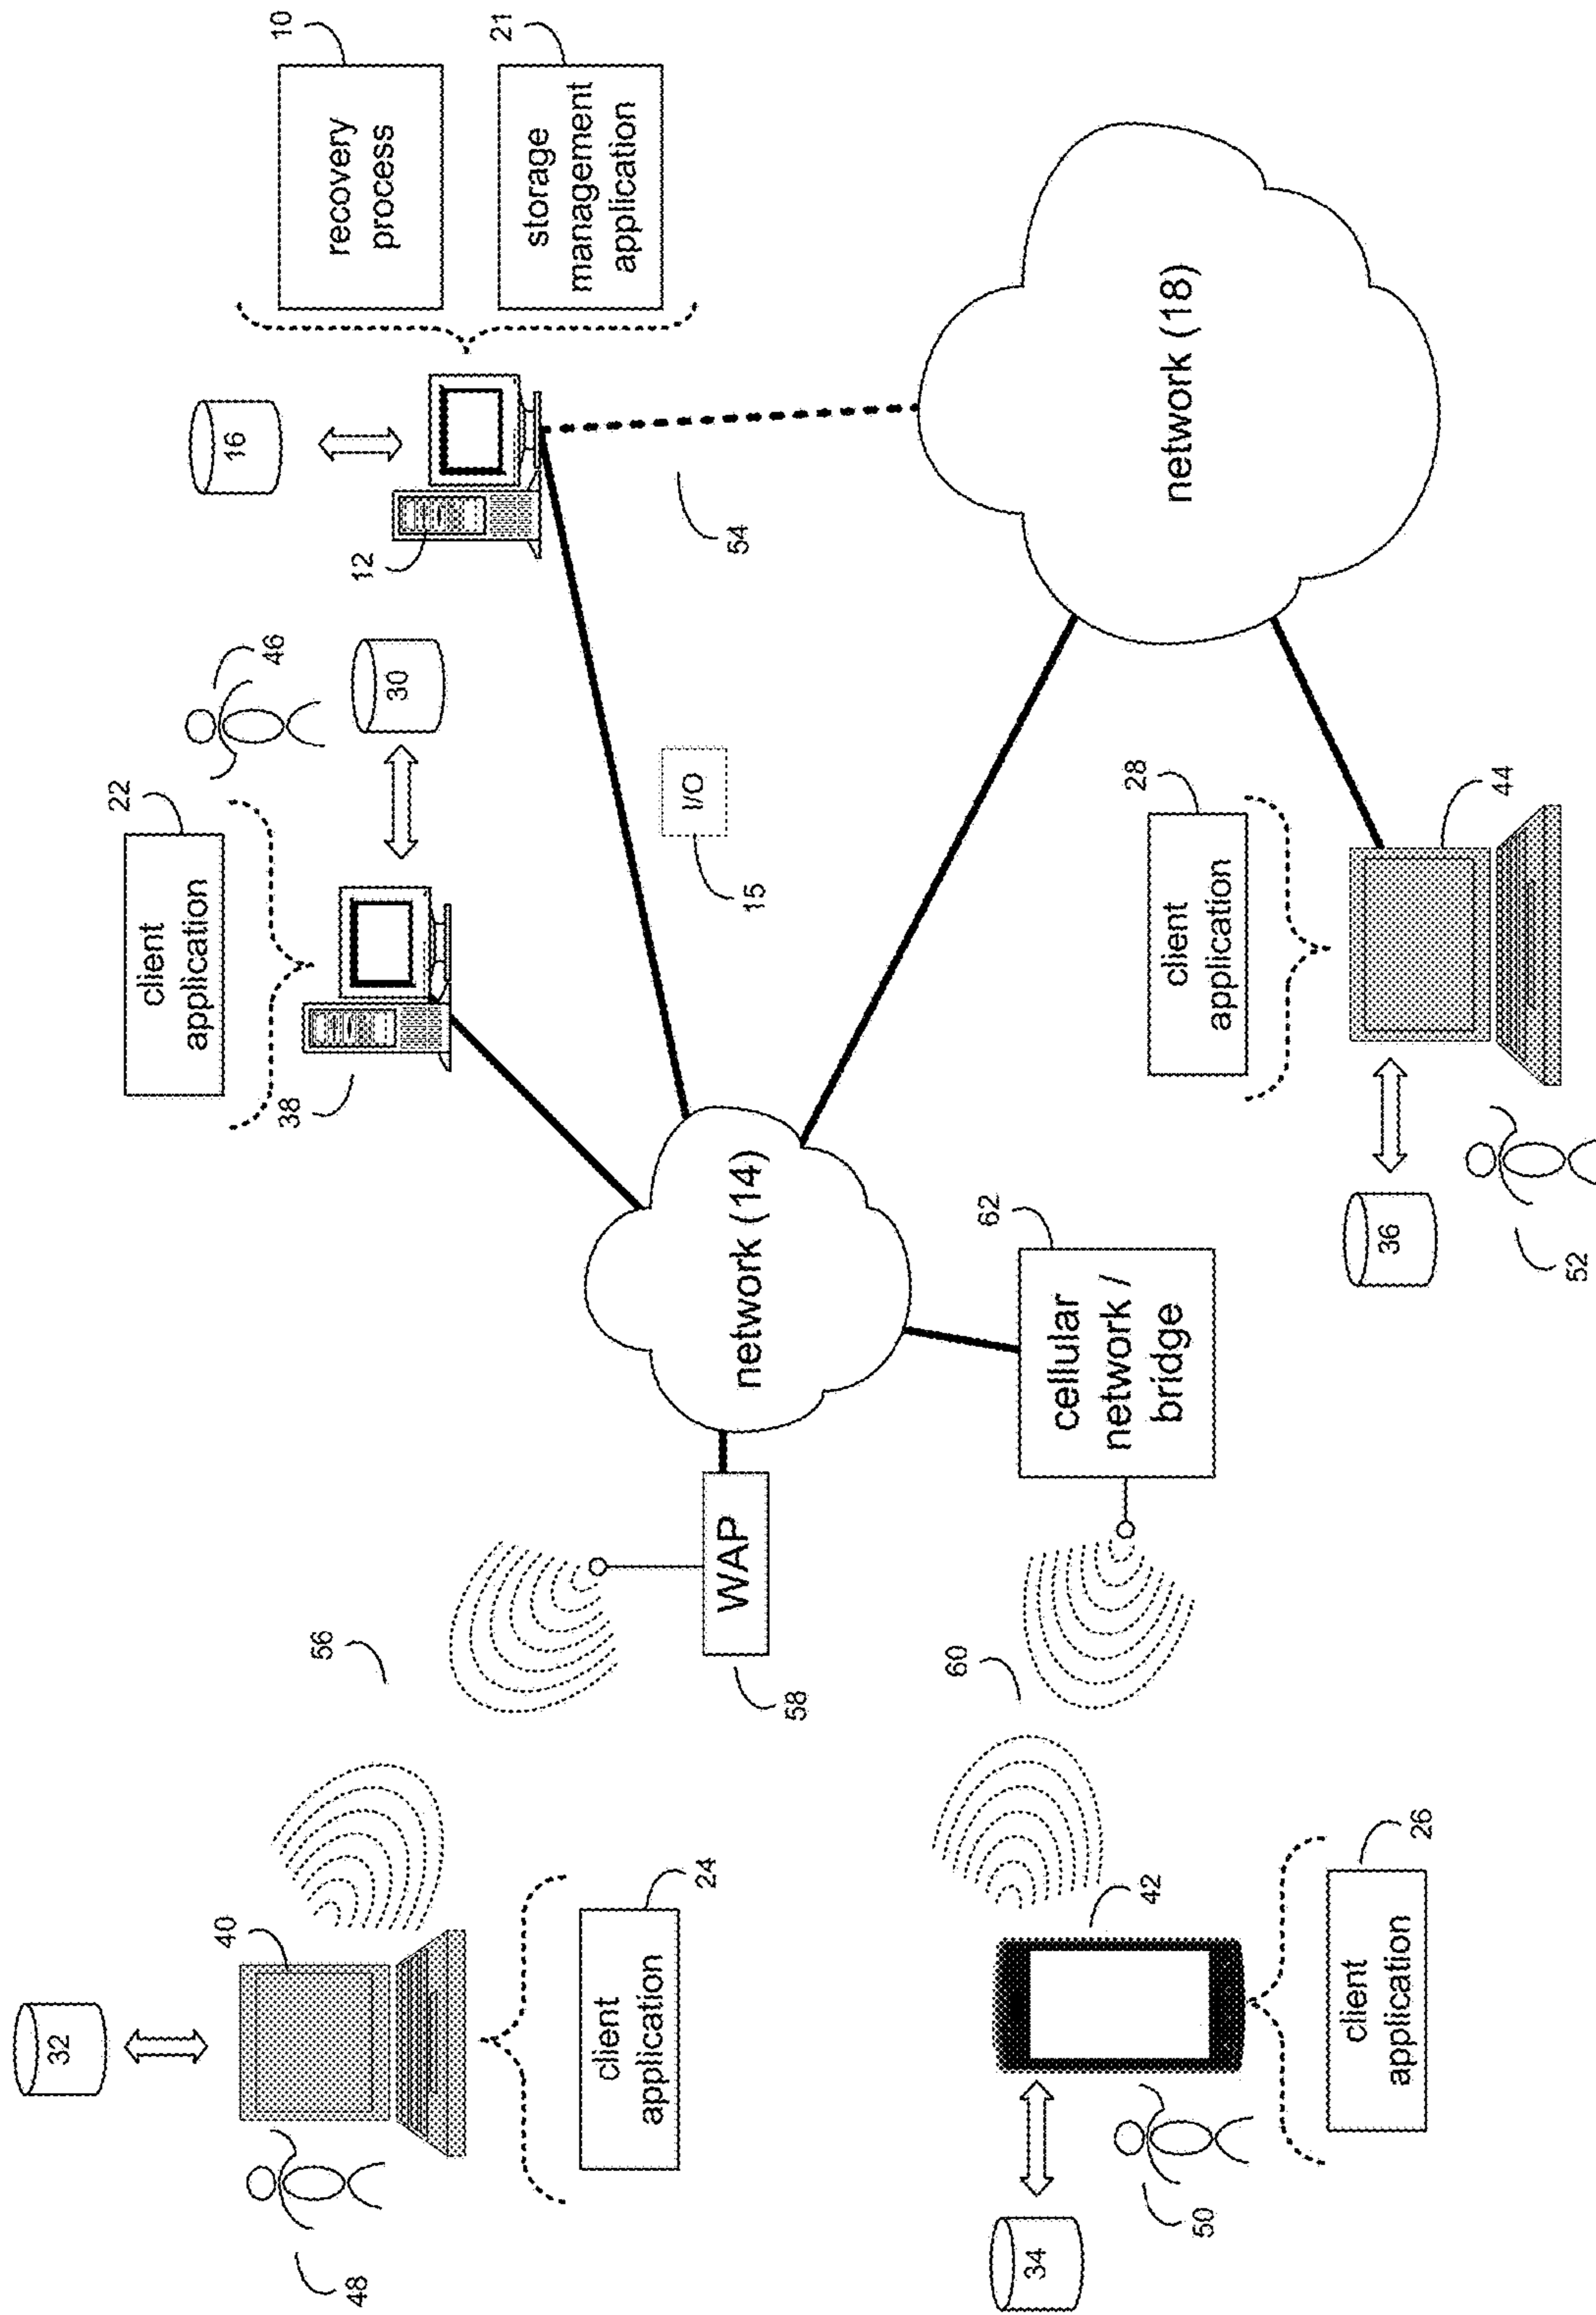 32
40
48
client
application
24
56
WAP
58
network (14)
client
application
22
38
46
30
16
12
recovery
process
10
storage
management
application
21
I/O
15
54
34
42
50
client
application
26
60
cellular
network /
bridge
62
network (18)
client
application
28
44
36
52